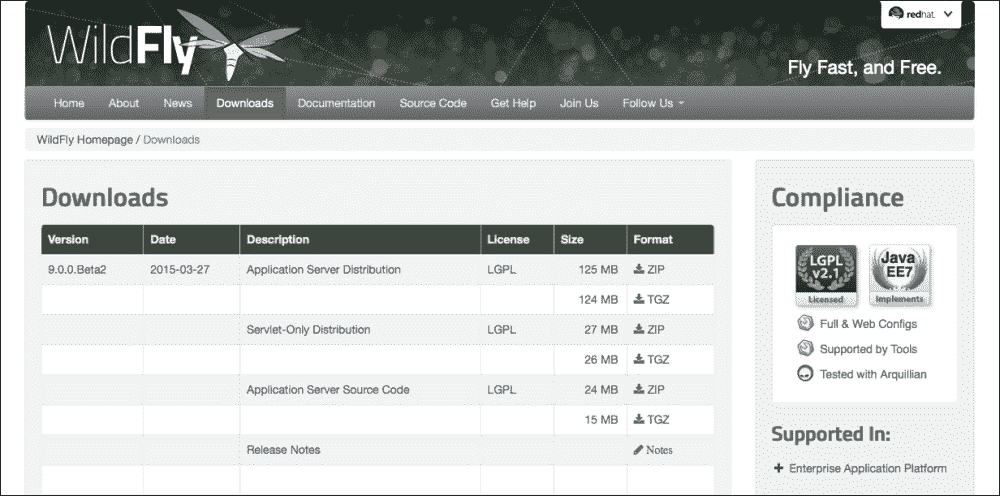 WildFly
redhat.
Fly Fast, and Free.
Home About News Downloads Documentation Source Code Get Help Join Us Follow Us
WildFly Homepage / Downloads
Downloads
Version Date Description License Size Format
9.0.0.Beta2 2015-03-27 Application Server Distribution LGPL 125 MB ZIP
124 MB TGZ
Servlet-Only Distribution LGPL 27 MB ZIP
26 MB TGZ
Application Server Source Code LGPL 24 MB ZIP
15 MB TGZ
Release Notes Notes
Compliance
LGPL
v2.1
Licensed
Java
EE7
Implements
Full & Web Configs
Supported by Tools
Tested with Arquillian
Supported In:
Enterprise Application Platform